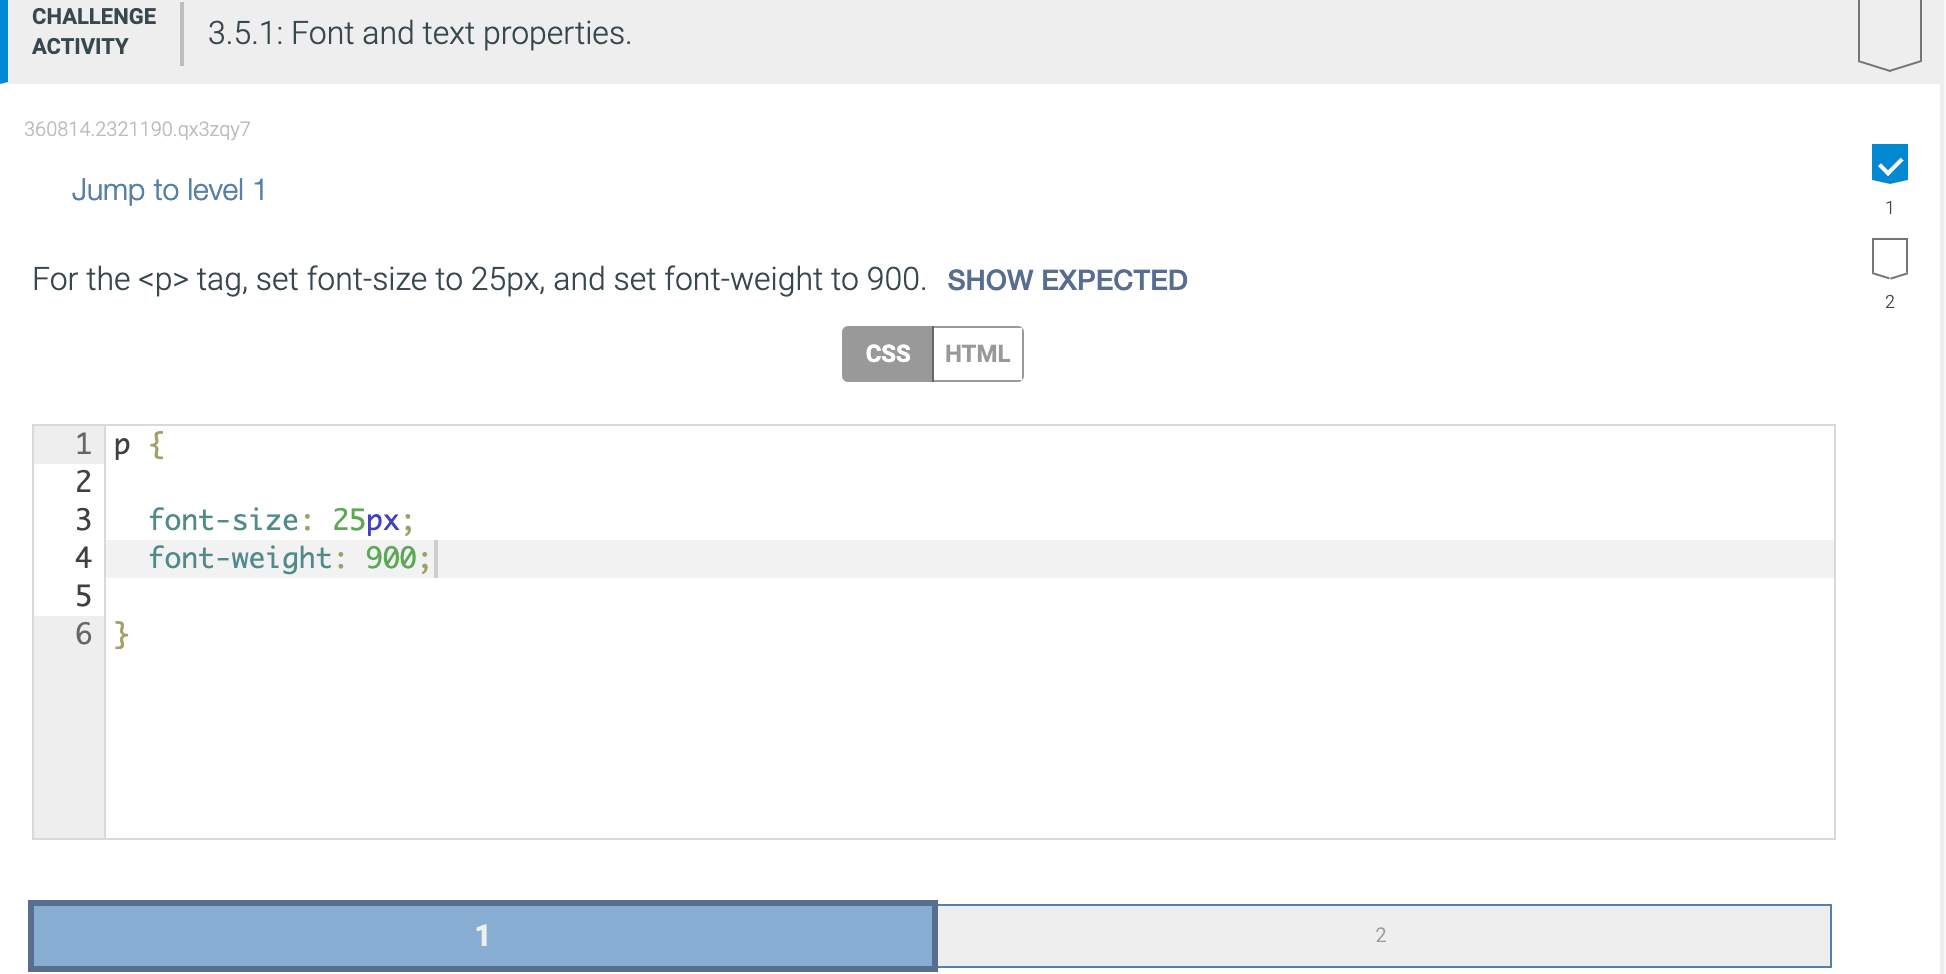 CHALLENGE
ACTIVITY
3.5.1: Font and text properties.
360814.2321190.qx3zqy7
Jump to level 1
1
2
For the <p> tag, set font-size to 25px, and set font-weight to 900. SHOW EXPECTED
CSS HTML
1 p {
2
3 font-size: 25px;
4 font-weight: 900;
5
6 }
1 2